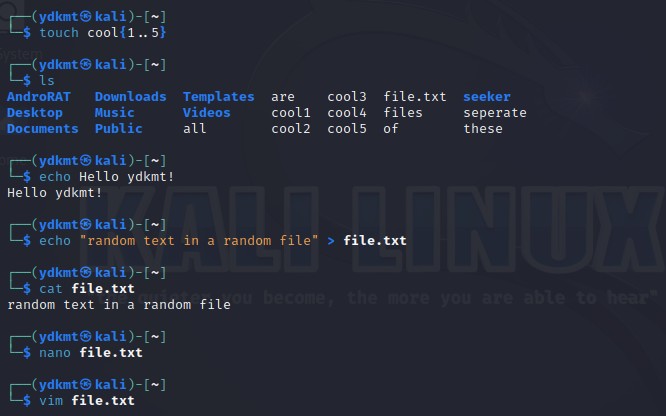 ┌──(ydkmt㉿kali)-[~]
└─$ touch cool{1..5}
┌──(ydkmt㉿kali)-[~]
└─$ ls
AndroRAT Downloads Templates are cool3 file.txt seeker
Desktop Music Videos cool1 cool4 files seperate
Documents Public all cool2 cool5 of these
┌──(ydkmt㉿kali)-[~]
└─$ echo Hello ydkmt!
Hello ydkmt!
┌──(ydkmt㉿kali)-[~]
└─$ echo "random text in a random file" > file.txt
┌──(ydkmt㉿kali)-[~]
└─$ cat file.txt
random text in a random file
┌──(ydkmt㉿kali)-[~]
└─$ nano file.txt
┌──(ydkmt㉿kali)-[~]
└─$ vim file.txt
KALI LINUX
quieter you become, the more you are able to hear"